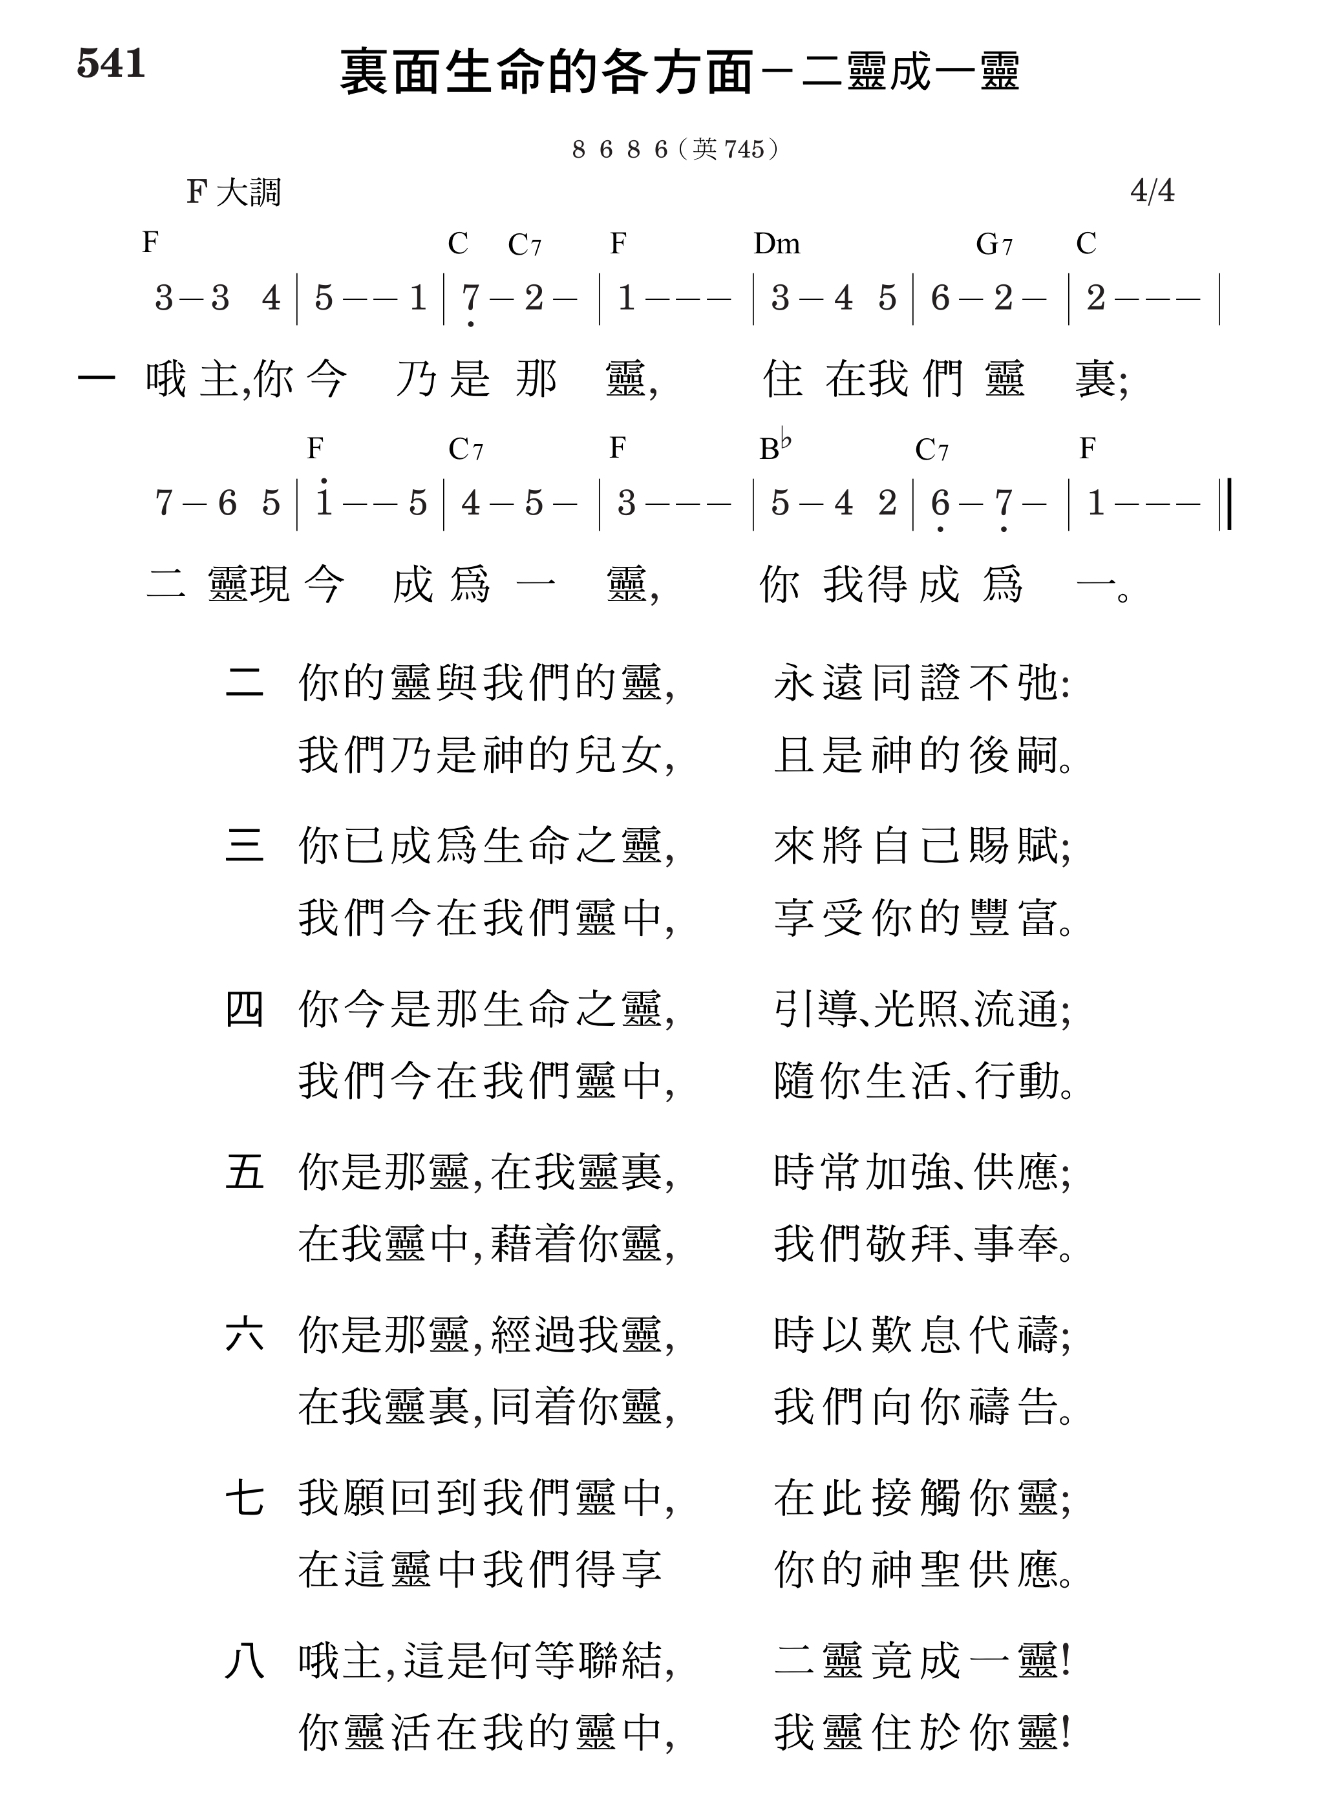 541
裏面生命的各方面－二靈成一靈
8 6 8 6（英 745）
F 大調 4/4
F C C7 F Dm G7 C
3 – 3 4 | 5 – – 1 | 7̣ – 2 – | 1 – – – | 3 – 4 5 | 6 – 2 – | 2 – – – |
一 哦主,你今乃是那靈, 住在我們靈裏;
F C7 F B♭ C7 F
7 – 6 5 | 1̇ – – 5 | 4 – 5 – | 3 – – – | 5 – 4 2 | 6̣ – 7̣ – | 1 – – – ‖
二靈現今成爲一靈, 你我得成爲一。
二 你的靈與我們的靈, 永遠同證不弛:
我們乃是神的兒女, 且是神的後嗣。
三 你已成爲生命之靈, 來將自己賜賦;
我們今在我們靈中, 享受你的豐富。
四 你今是那生命之靈, 引導、光照、流通;
我們今在我們靈中, 隨你生活、行動。
五 你是那靈,在我靈裏, 時常加強、供應;
在我靈中,藉着你靈, 我們敬拜、事奉。
六 你是那靈,經過我靈, 時以歎息代禱;
在我靈裏,同着你靈, 我們向你禱告。
七 我願回到我們靈中, 在此接觸你靈;
在這靈中我們得享 你的神聖供應。
八 哦主,這是何等聯結, 二靈竟成一靈!
你靈活在我的靈中, 我靈住於你靈!